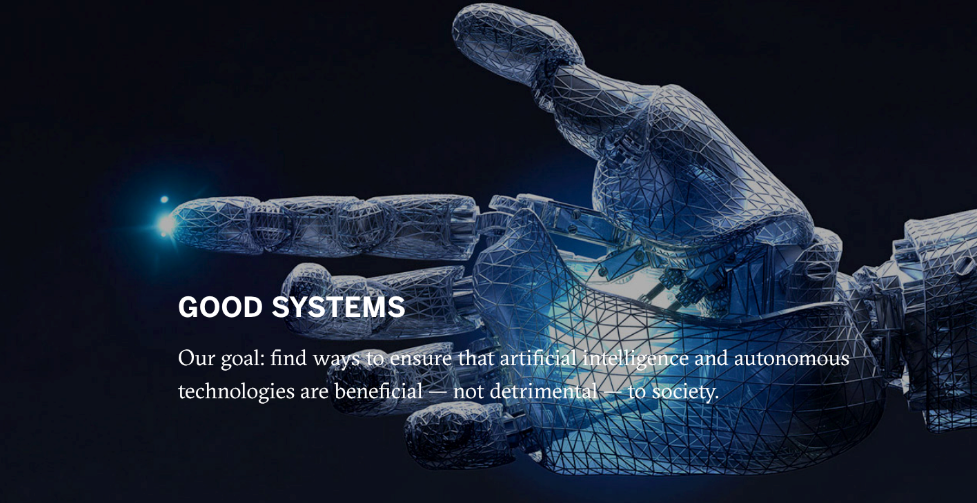 GOOD SYSTEMS
Our goal: find ways to ensure that artificial intelligence and autonomous
technologies are beneficial — not detrimental — to society.